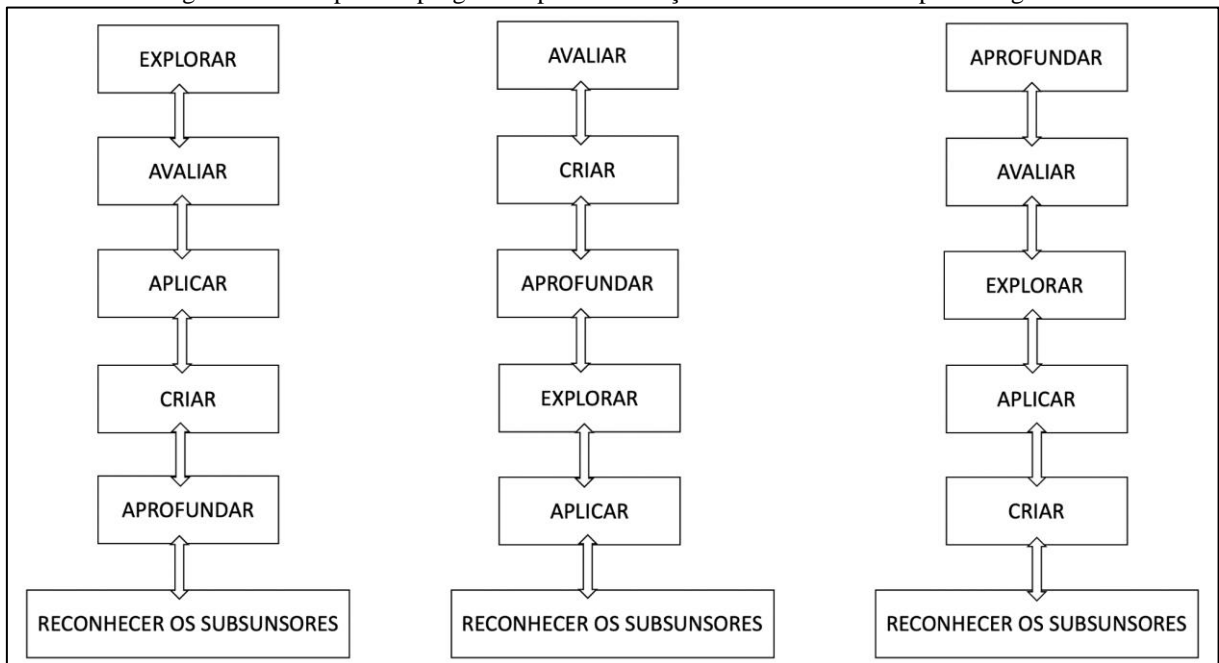 EXPLORAR
AVALIAR
APLICAR
CRIAR
APROFUNDAR
RECONHECER OS SUBSUNSORES
AVALIAR
CRIAR
APROFUNDAR
EXPLORAR
APLICAR
RECONHECER OS SUBSUNSORES
APROFUNDAR
AVALIAR
EXPLORAR
APLICAR
CRIAR
RECONHECER OS SUBSUNSORES